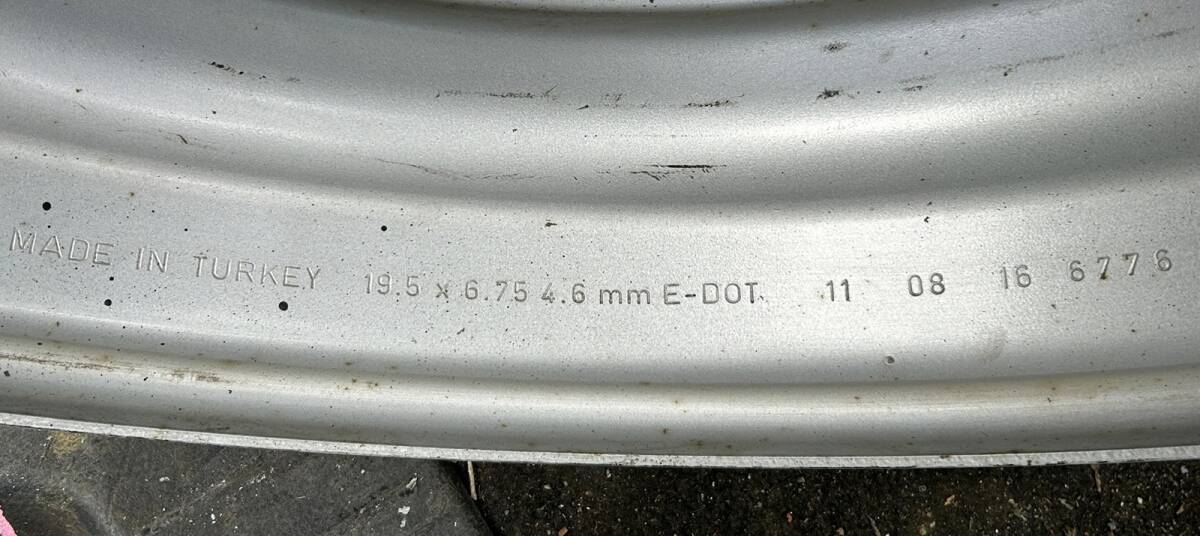 MADE IN TURKEY 19.5 x 6.75 4.6 mm E-DOT. 11 08 16 6776